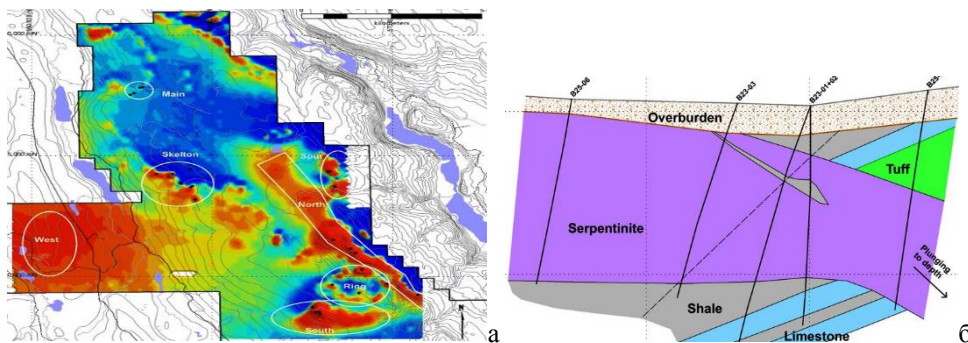 kilometers
Main
Skelton
Spur
North
West
Ring
South
N
а
B25-06
B23-03
B23-01+02
B25-
Overburden
Tuff
Serpentinite
Plunging
to depth
Shale
Limestone
б